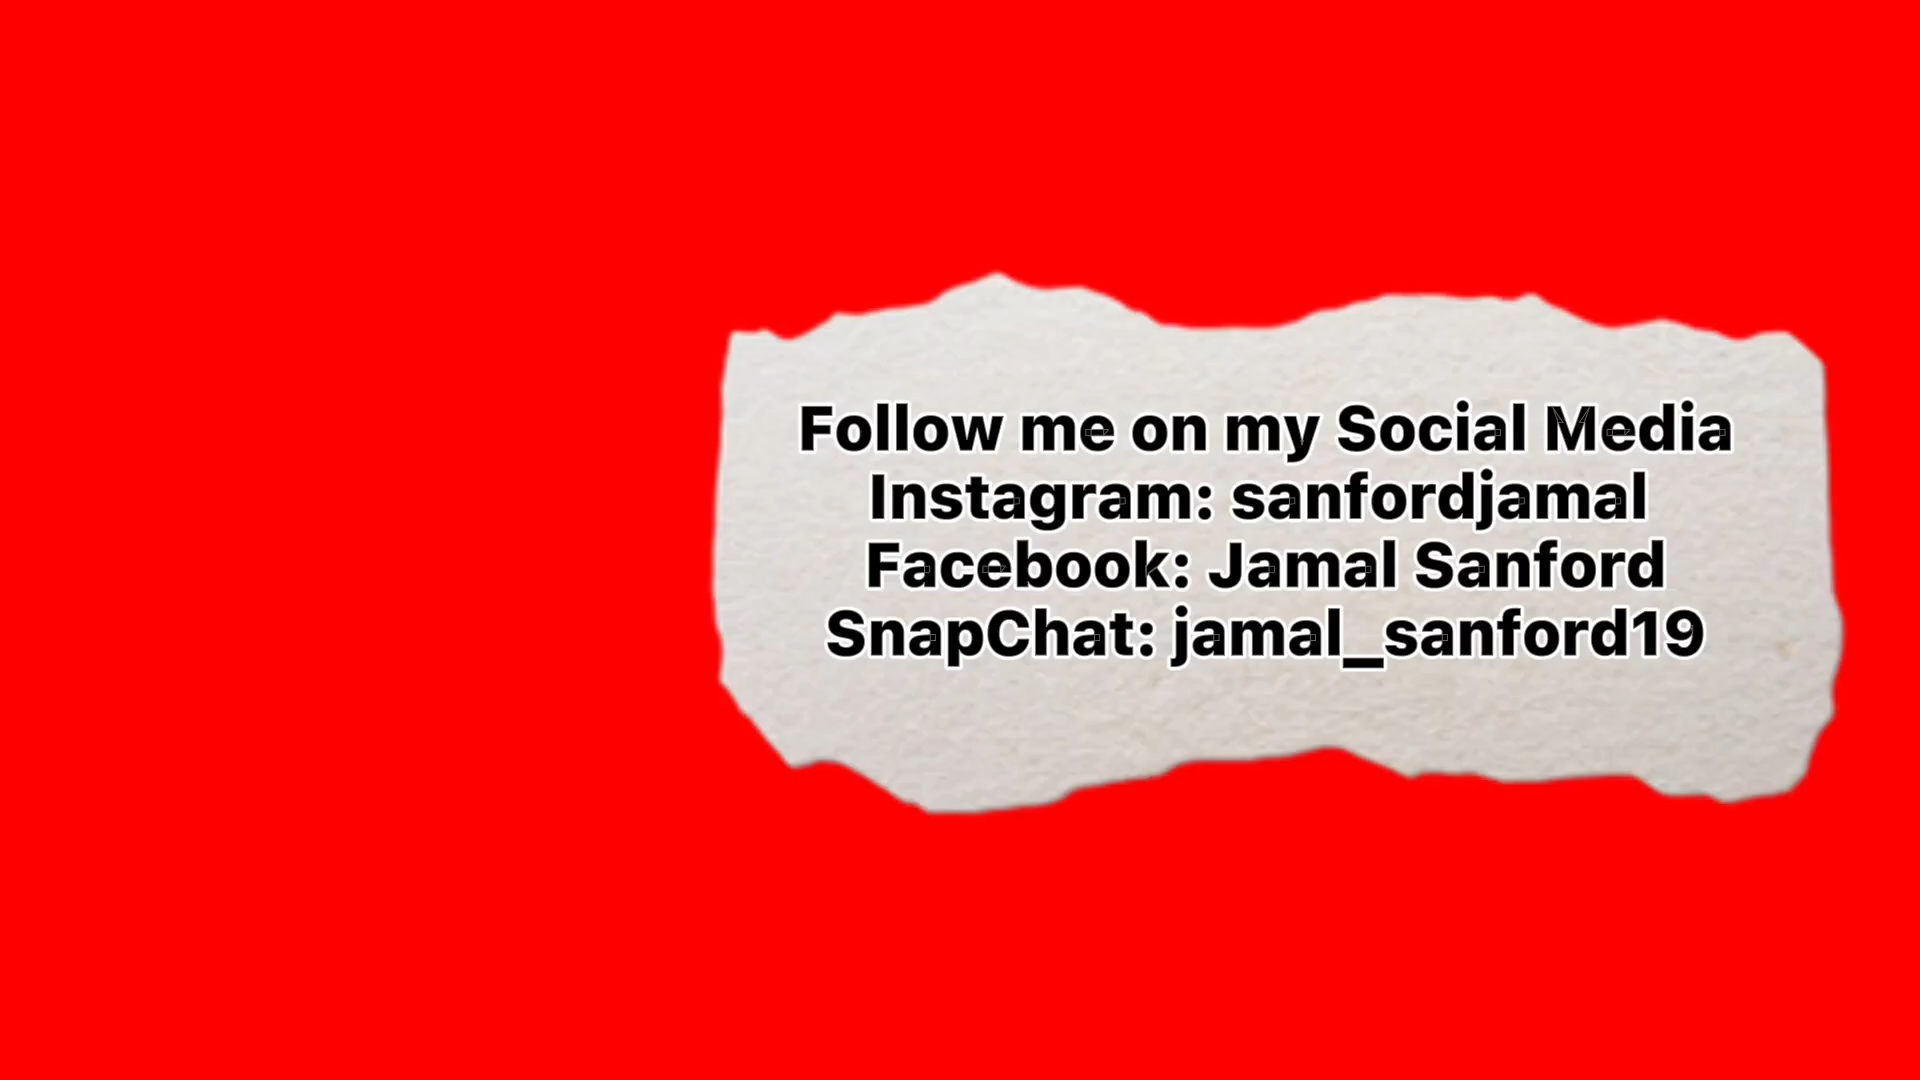 Follow me on my Social Media
Instagram: sanfordjamal
Facebook: Jamal Sanford
SnapChat: jamal_sanford19